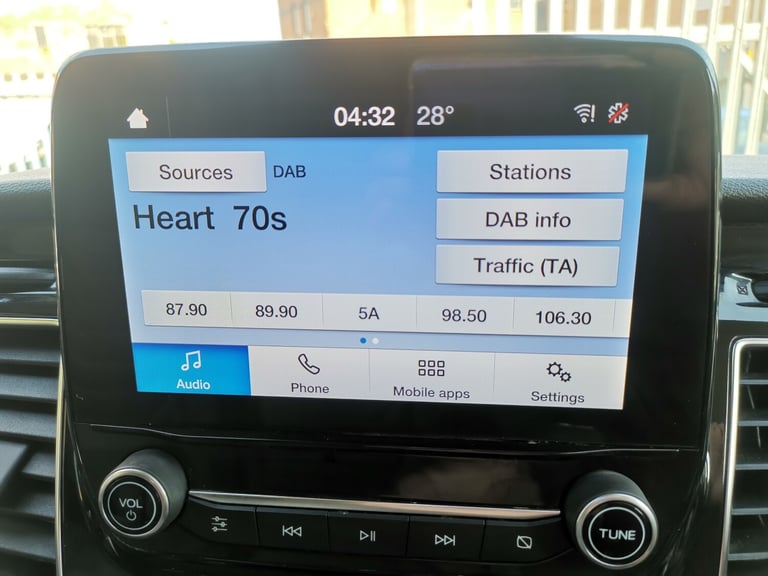 04:32 28°
Sources DAB
Stations
Heart 70s
DAB info
Traffic (TA)
87.90 89.90 5A 98.50 106.30
Audio Phone Mobile apps Settings
VOL
TUNE